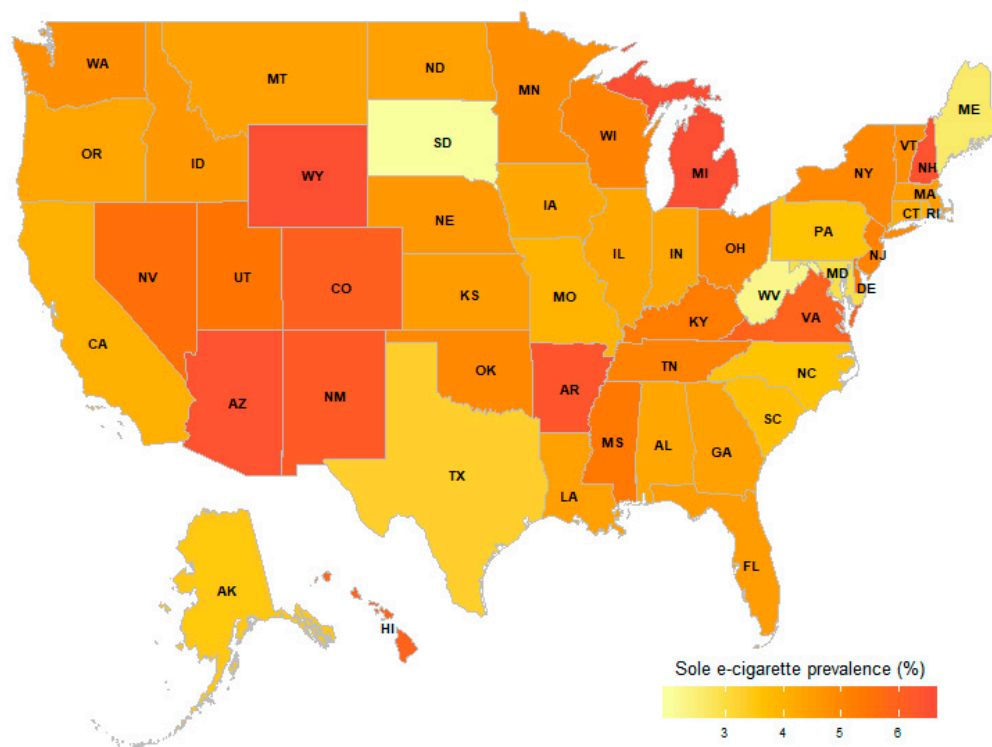 WA
MT
ND
MN
ME
OR
ID
SD
WI
VT
WY
MI
NY
NH
MA
NE
IA
CT RI
PA
NV
UT
CO
IL
IN
OH
NJ
MD
DE
KS
MO
WV
VA
CA
KY
OK
TN
NC
AZ
NM
AR
SC
MS
AL
GA
TX
LA
FL
AK
HI
Sole e-cigarette prevalence (%)
3 4 5 6